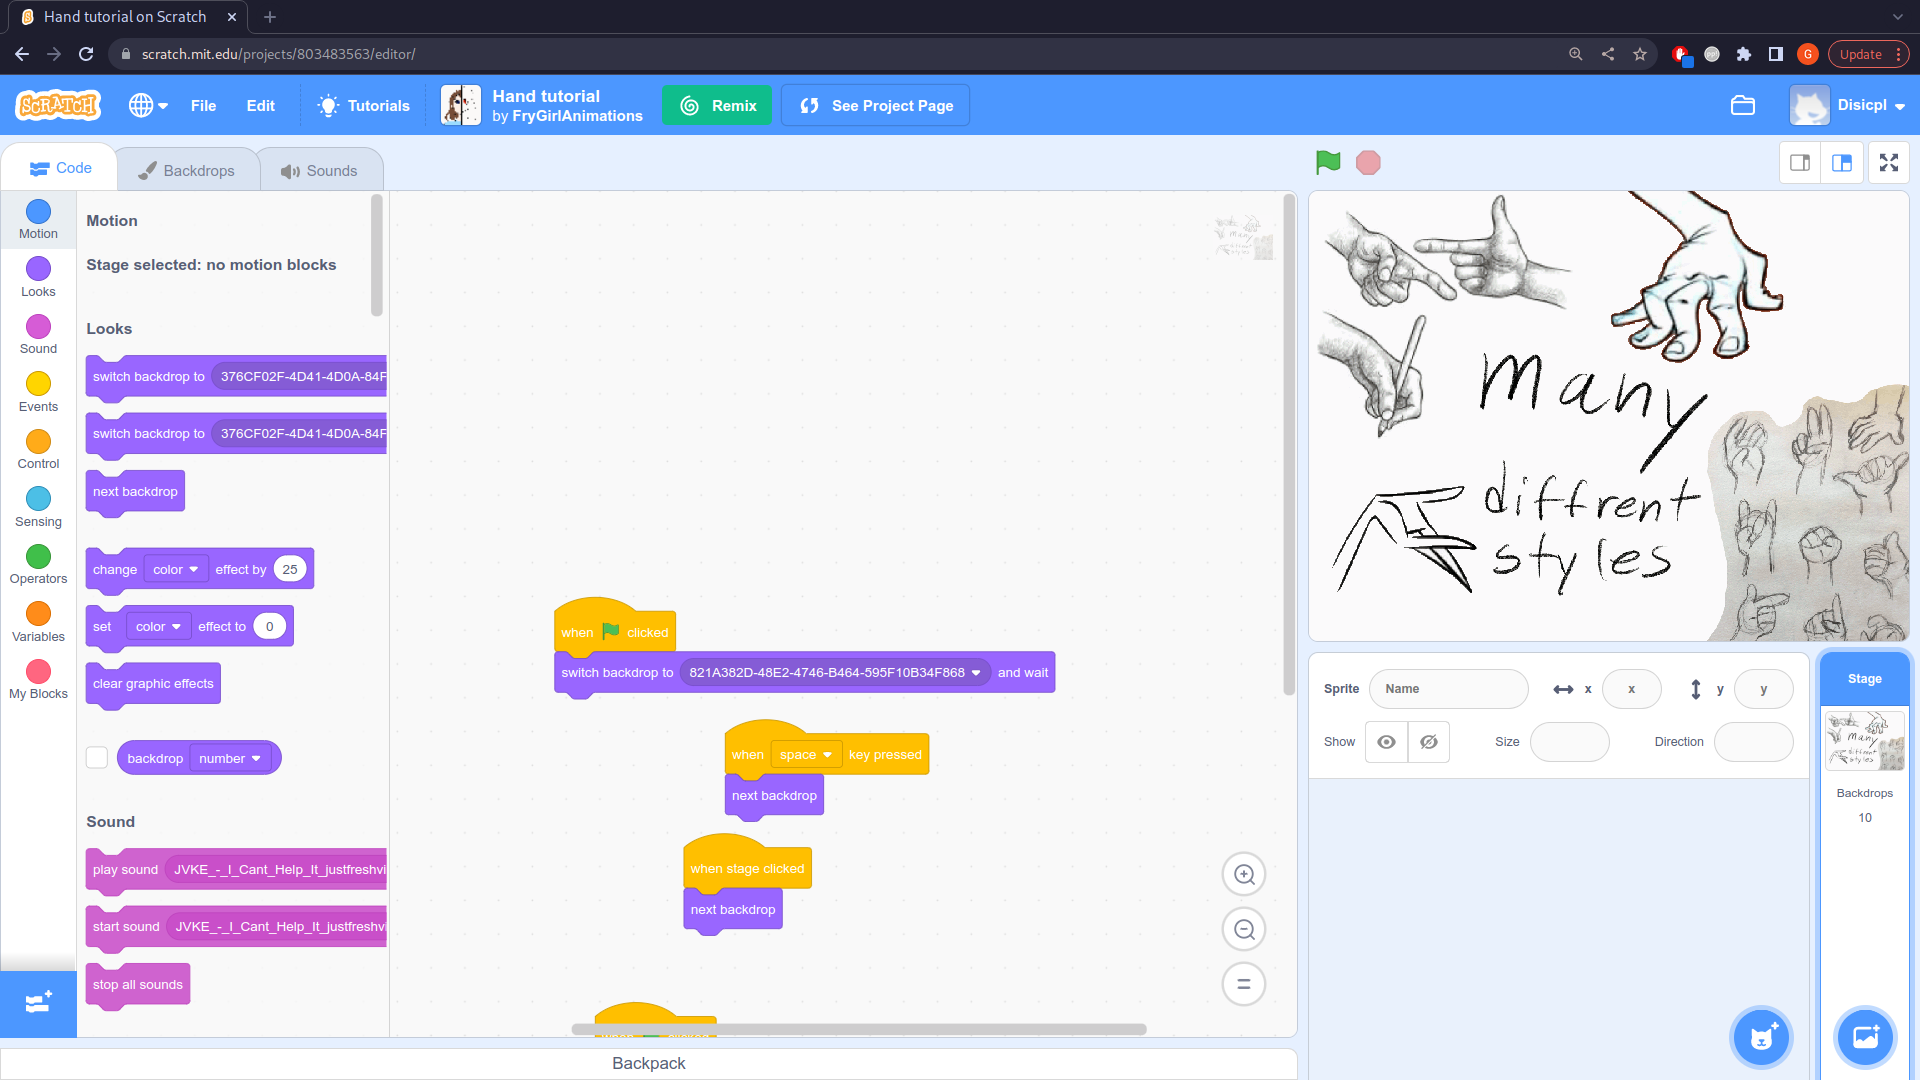 Hand tutorial on Scratch
scratch.mit.edu/projects/803483563/editor/
G
Update
SCRATCH
File
Edit
Tutorials
Hand tutorial
by FryGirlAnimations
Remix
See Project Page
Disicpl
Code
Backdrops
Sounds
Motion
Looks
Sound
Events
Control
Sensing
Operators
Variables
My Blocks
Motion
Stage selected: no motion blocks
Looks
switch backdrop to 376CF02F-4D41-4D0A-84F
switch backdrop to 376CF02F-4D41-4D0A-84F
next backdrop
change color effect by 25
set color effect to 0
clear graphic effects
backdrop number
Sound
play sound JVKE_-_I_Cant_Help_It_justfreshvi
start sound JVKE_-_I_Cant_Help_It_justfreshvi
stop all sounds
when clicked
switch backdrop to 821A382D-48E2-4746-B464-595F10B34F868 and wait
when space key pressed
next backdrop
when stage clicked
next backdrop
Backpack
Many
diffrent
styles
Sprite Name x x y y
Show Size Direction
Stage
Many
diffrent
styles
Backdrops
10